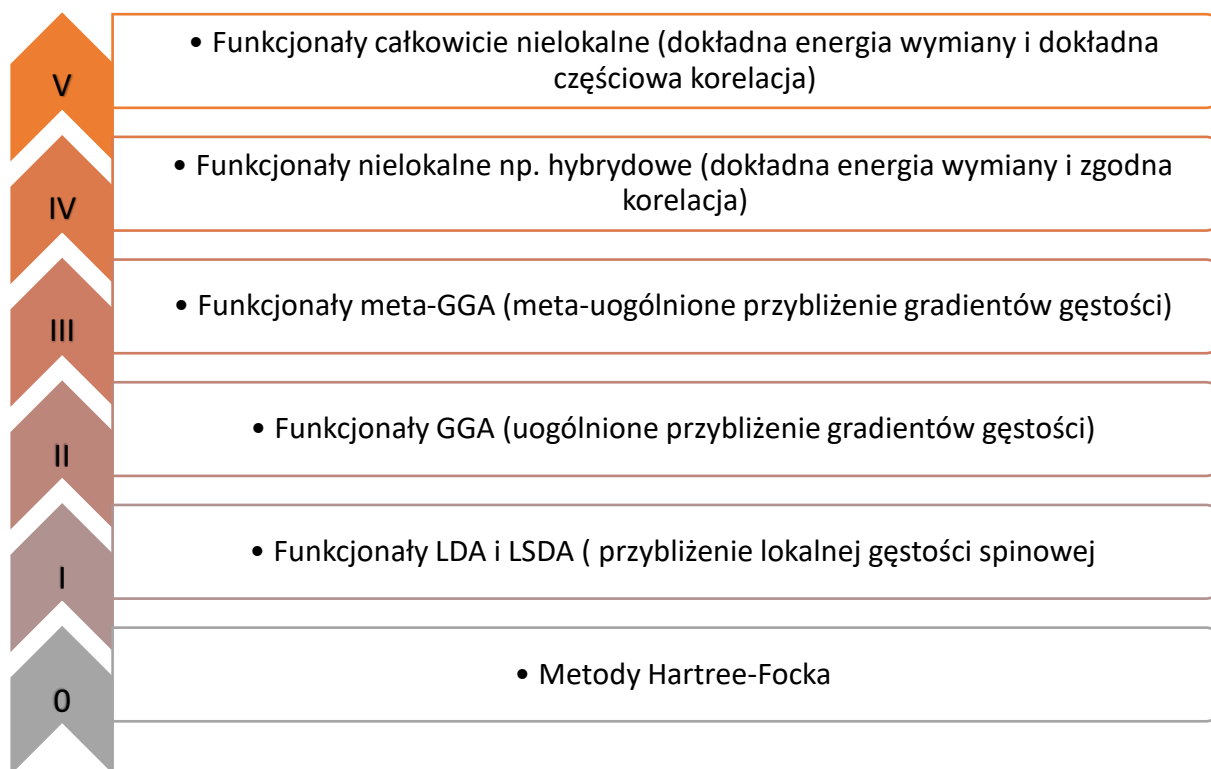 V
• Funkcjonały całkowicie nielokalne (dokładna energia wymiany i dokładna
częściowa korelacja)
IV
• Funkcjonały nielokalne np. hybrydowe (dokładna energia wymiany i zgodna
korelacja)
III
• Funkcjonały meta-GGA (meta-uogólnione przybliżenie gradientów gęstości)
II
• Funkcjonały GGA (uogólnione przybliżenie gradientów gęstości)
I
• Funkcjonały LDA i LSDA ( przybliżenie lokalnej gęstości spinowej
0
• Metody Hartree-Focka